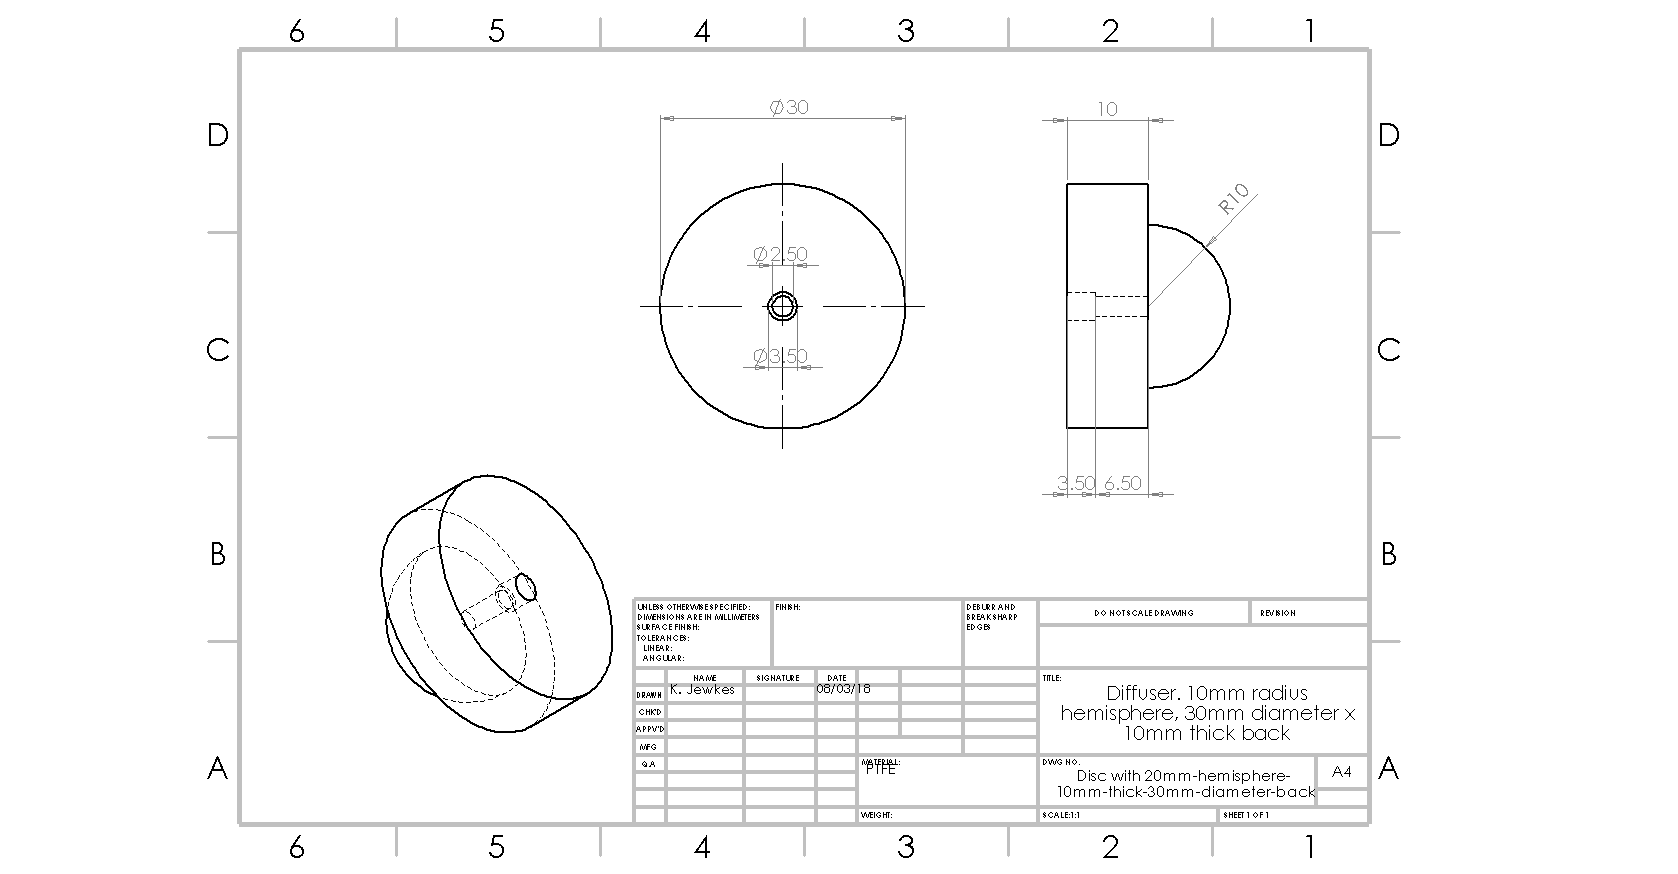 6 5 4 3 2 1
D D
C C
B B
A A
Ø30
10
R10
Ø2.50
Ø3.50
3.50 6.50
UNLESS OTHERWISE SPECIFIED:
DIMENSIONS ARE IN MILLIMETERS
SURFACE FINISH:
TOLERANCES:
LINEAR:
ANGULAR:
FINISH:
DEBURR AND
BREAK SHARP
EDGES
DO NOT SCALE DRAWING
REVISION
NAME SIGNATURE DATE
DRAWN K. Jewkes 08/03/18
CHK'D
APPV'D
MFG
Q.A
TITLE:
Diffuser. 10mm radius
hemisphere, 30mm diameter x
10mm thick back
MATERIAL:
PTFE
DWG NO.
Disc with 20mm-hemisphere-
10mm-thick-30mm-diameter-back
A4
WEIGHT:
SCALE:1:1
SHEET 1 OF 1
6 5 4 3 2 1